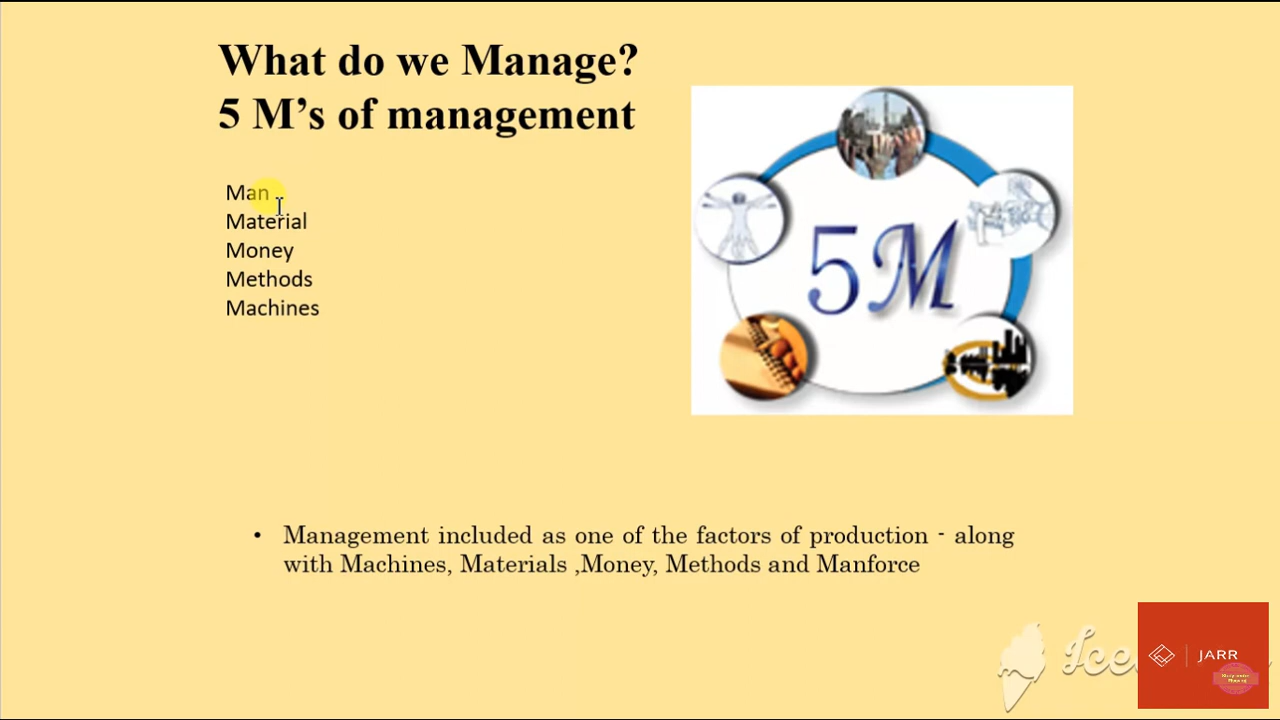 What do we Manage?
5 M’s of management
Man
Material
Money
Methods
Machines
5M
• Management included as one of the factors of production - along
with Machines, Materials ,Money, Methods and Manforce
JARR